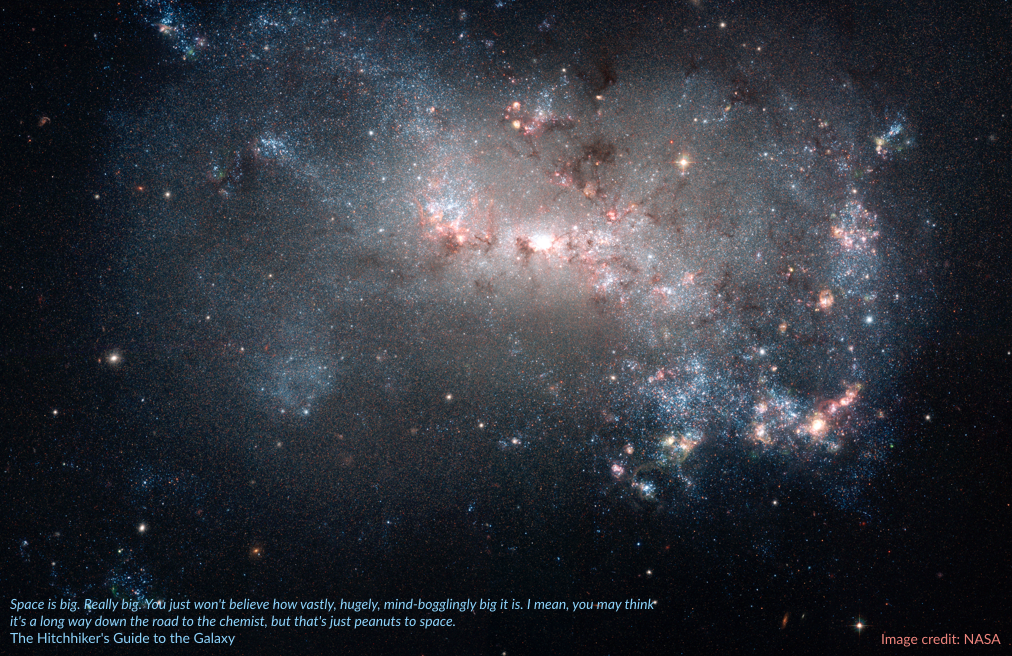 Space is big. Really big. You just won't believe how vastly, hugely, mind-bogglingly big it is. I mean, you may think
it's a long way down the road to the chemist, but that's just peanuts to space.
The Hitchhiker's Guide to the Galaxy
Image credit: NASA